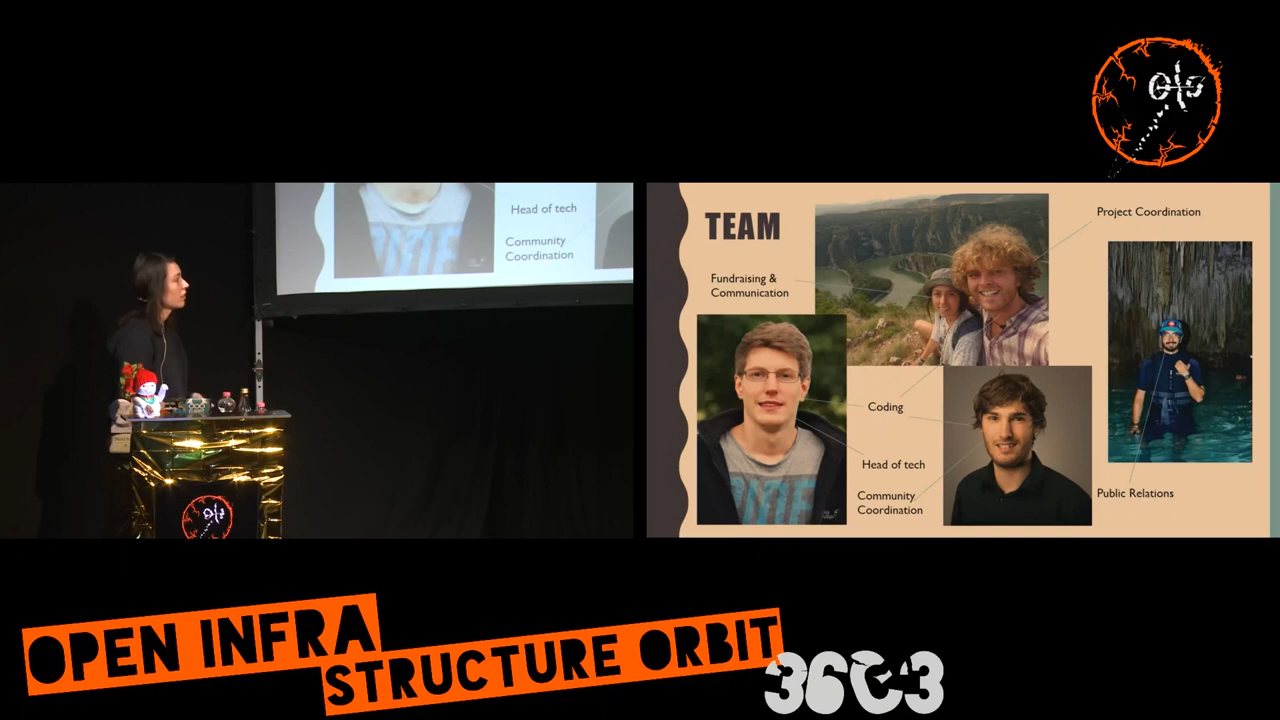 Head of tech
Community
Coordination
TEAM
Project Coordination
Fundraising &
Communication
Coding
Head of tech
Community
Coordination
Public Relations
OPEN INFRA
STRUCTURE ORBIT
36C3